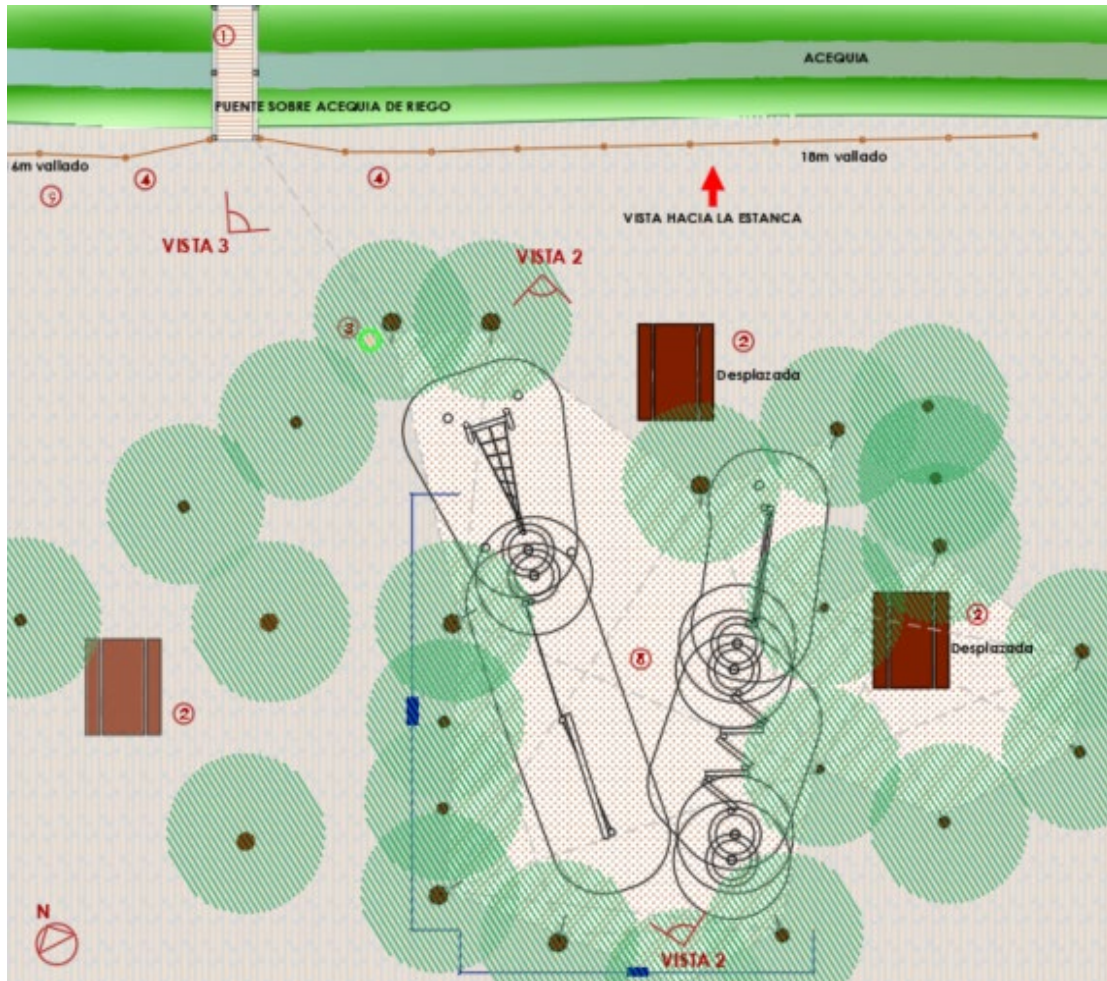 ①
ACEQUIA
PUENTE SOBRE ACEQUIA DE RIEGO
6m vallado
④
④
18m vallado
⑨
VISTA HACIA LA ESTANCA
VISTA 3
VISTA 2
③
②
Desplazada
②
Desplazada
⑧
②
N
VISTA 2